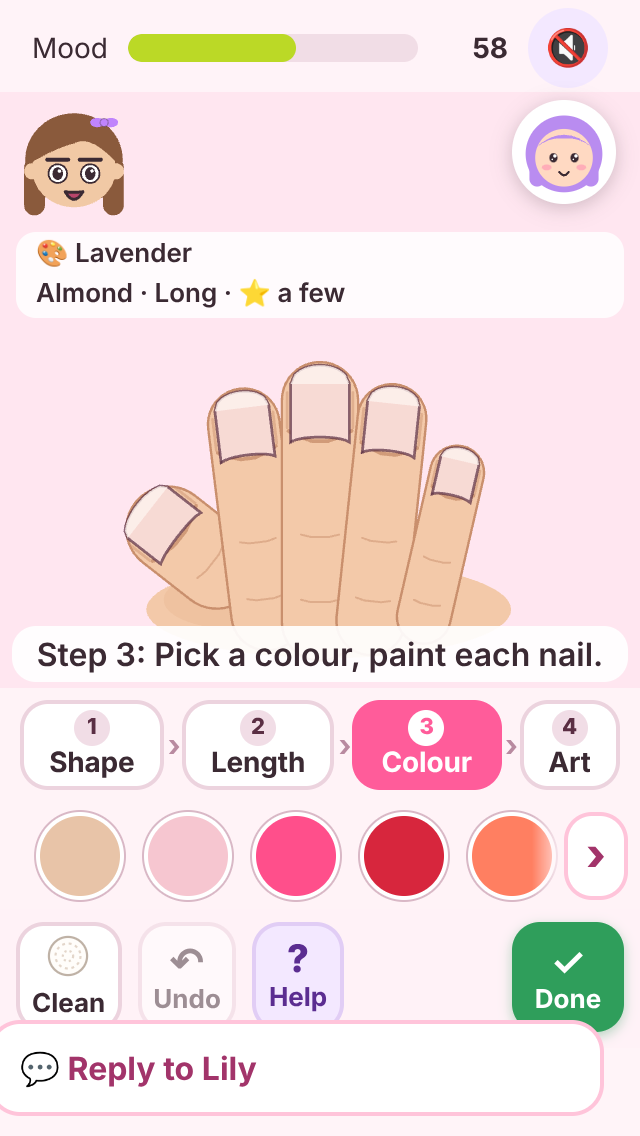 Mood 58
🎨 Lavender
Almond · Long · ⭐ a few
Step 3: Pick a colour, paint each nail.
1 2 3 4
Shape › Length › Colour › Art
›
↶ ? ✓
Clean Undo Help Done
💬 Reply to Lily